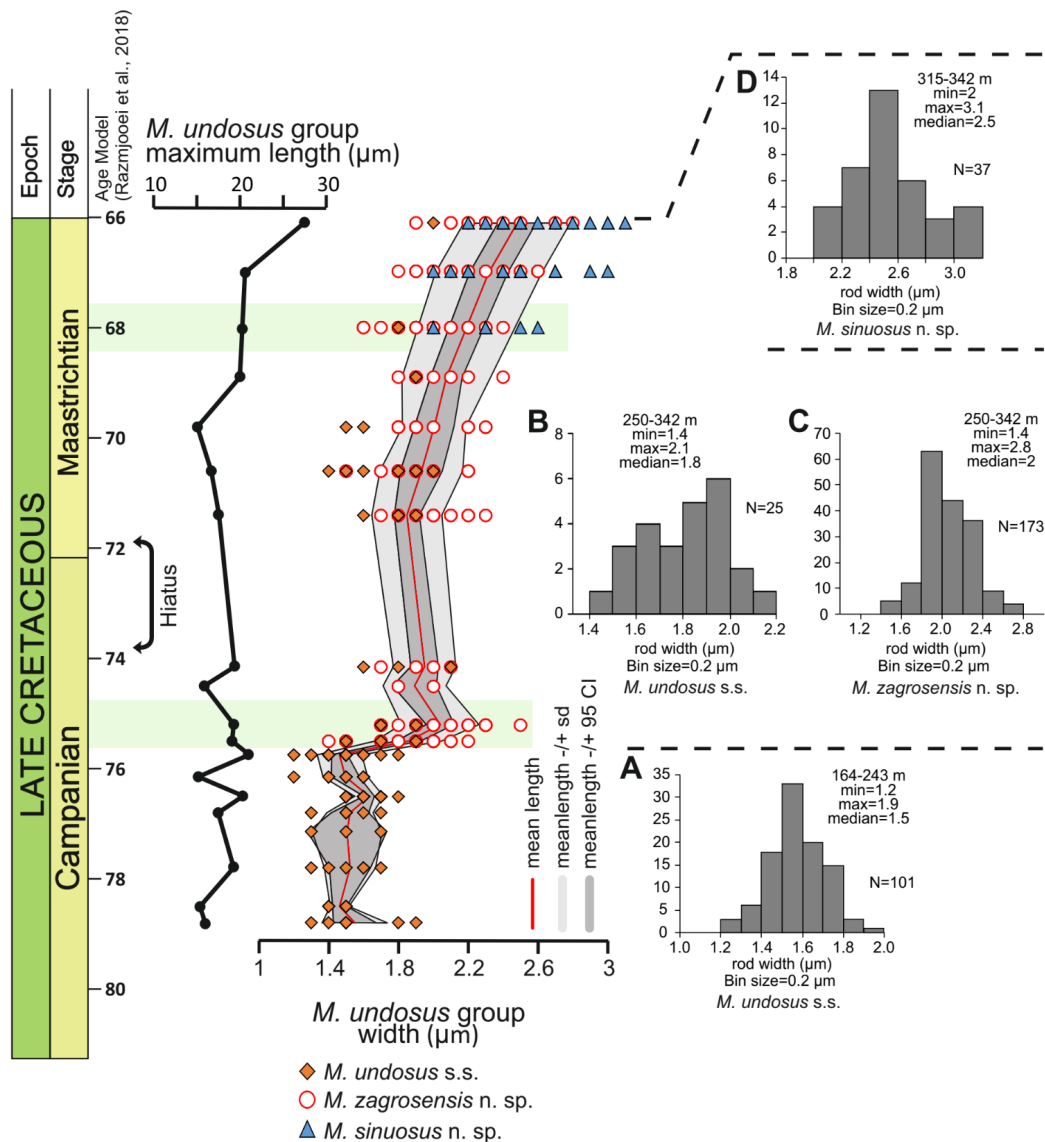 Epoch
Stage
Age Model
(Razmjooei et al., 2018)
M. undosus group
maximum length (µm)
10 20 30
LATE CRETACEOUS
Maastrichtian
Campanian
66
68
70
72
74
76
78
80
Hiatus
mean length
meanlength -/+ sd
meanlength -/+ 95 CI
1 1.4 1.8 2.2 2.6 3
M. undosus group
width (µm)
M. undosus s.s.
M. zagrosensis n. sp.
M. sinuosus n. sp.
D
315-342 m
min=2
max=3.1
median=2.5
N=37
14
12
10
8
6
4
2
0
1.8 2.2 2.6 3.0
rod width (µm)
Bin size=0.2 µm
M. sinuosus n. sp.
B
250-342 m
min=1.4
max=2.1
median=1.8
N=25
8
6
4
2
0
1.4 1.6 1.8 2.0 2.2
rod width (µm)
Bin size=0.2 µm
M. undosus s.s.
C
250-342 m
min=1.4
max=2.8
median=2
N=173
70
60
50
40
30
20
10
0
1.2 1.6 2.0 2.4 2.8
rod width (µm)
Bin size=0.2 µm
M. zagrosensis n. sp.
A
164-243 m
min=1.2
max=1.9
median=1.5
N=101
35
30
25
20
15
10
5
0
1.0 1.2 1.4 1.6 1.8 2.0
rod width (µm)
Bin size=0.2 µm
M. undosus s.s.